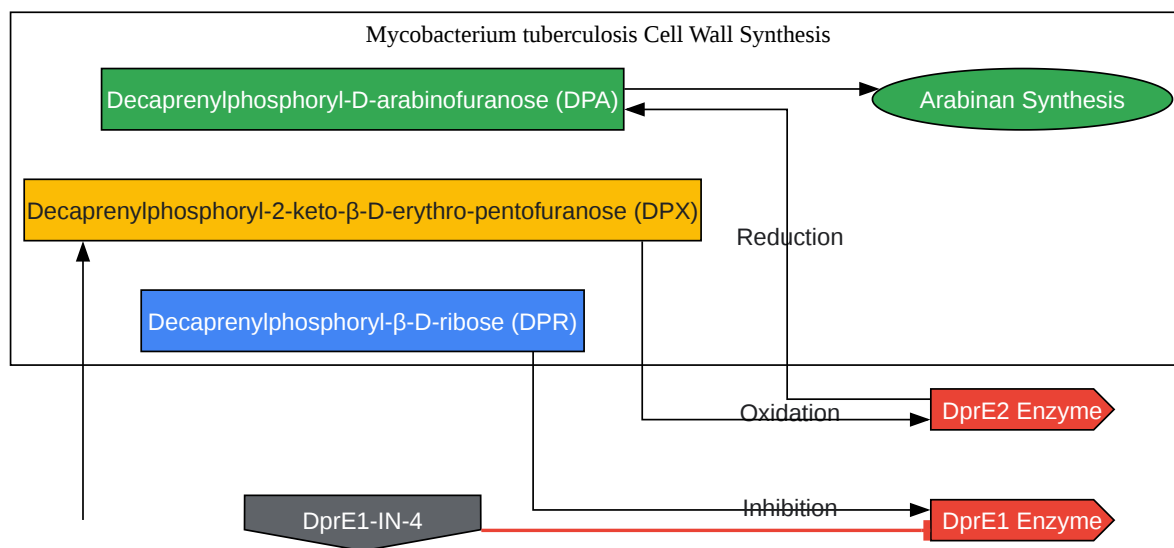 Mycobacterium tuberculosis Cell Wall Synthesis
Decaprenylphosphoryl-D-arabinofuranose (DPA)
Arabinan Synthesis
Decaprenylphosphoryl-2-keto-β-D-erythro-pentofuranose (DPX)
Reduction
Decaprenylphosphoryl-β-D-ribose (DPR)
DprE2 Enzyme
Oxidation
Inhibition
DprE1-IN-4
DprE1 Enzyme